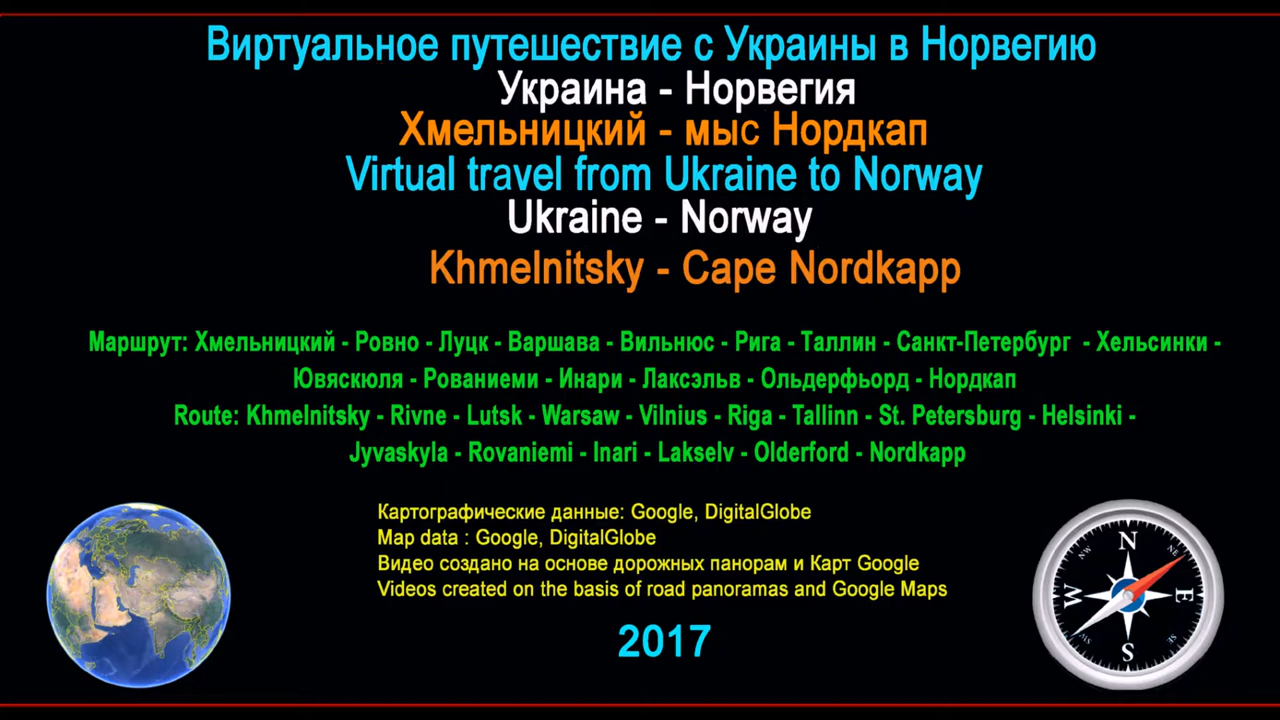 Виртуальное путешествие с Украины в Норвегию
Украина - Норвегия
Хмельницкий - мыс Нордкап
Virtual travel from Ukraine to Norway
Ukraine - Norway
Khmelnitsky - Cape Nordkapp
Маршрут: Хмельницкий - Ровно - Луцк - Варшава - Вильнюс - Рига - Таллин - Санкт-Петербург - Хельсинки -
Ювяскюля - Рованиеми - Инари - Лаксэльв - Ольдерфьорд - Нордкап
Route: Khmelnitsky - Rivne - Lutsk - Warsaw - Vilnius - Riga - Tallinn - St. Petersburg - Helsinki -
Jyvaskyla - Rovaniemi - Inari - Lakselv - Olderford - Nordkapp
Картографические данные: Google, DigitalGlobe
Map data : Google, DigitalGlobe
Видео создано на основе дорожных панорам и Карт Google
Videos created on the basis of road panoramas and Google Maps
2017
N
NW
NE
W
E
SW
SE
S